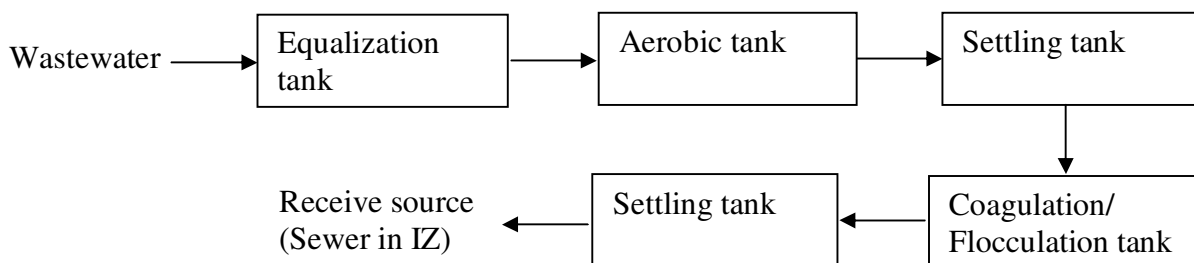 Wastewater
Equalization
tank
Aerobic tank
Settling tank
Coagulation/
Flocculation tank
Settling tank
Receive source
(Sewer in IZ)